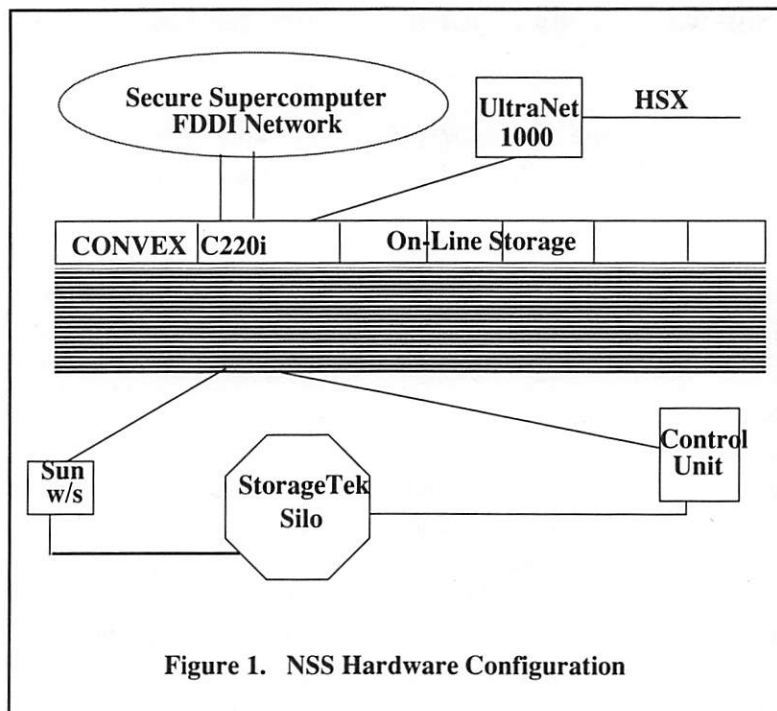 Secure Supercomputer
FDDI Network
UltraNet
1000
HSX
CONVEX C220i
On-Line Storage
Sun
w/s
StorageTek
Silo
Control
Unit
Figure 1. NSS Hardware Configuration